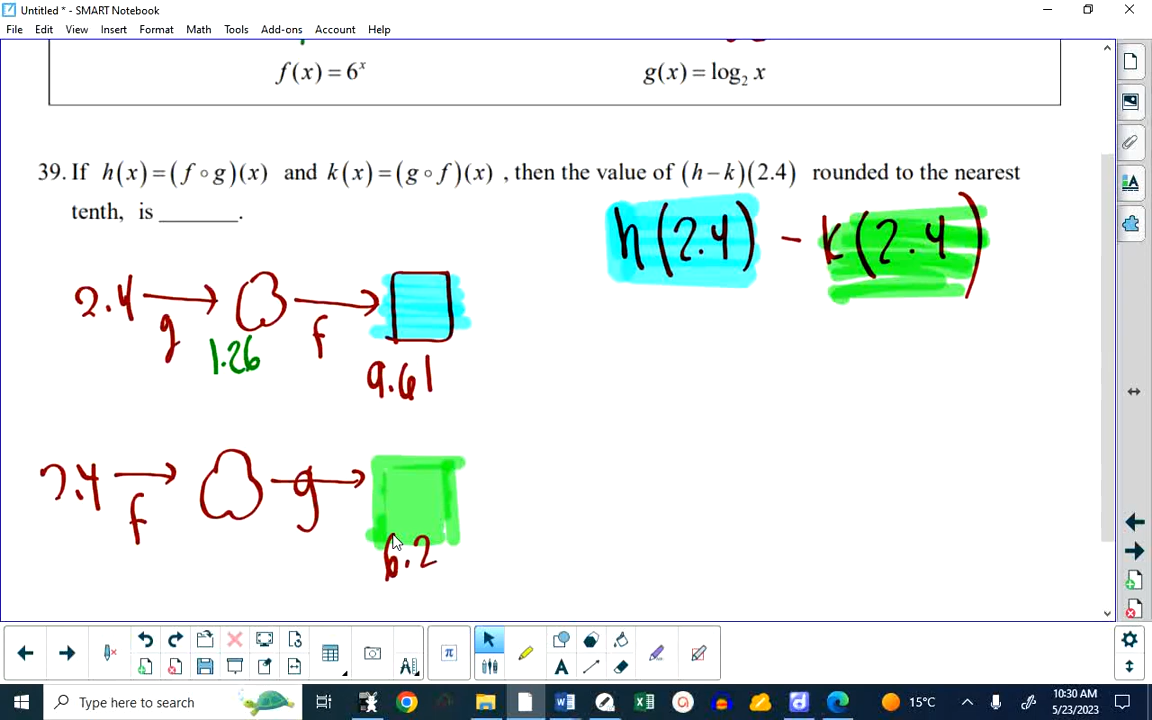 Untitled * - SMART Notebook
File Edit View Insert Format Math Tools Add-ons Account Help
f(x) = 6ˣ g(x) = log₂ x
39. If h(x) = (f ∘ g)(x) and k(x) = (g ∘ f)(x) , then the value of (h − k)(2.4) rounded to the nearest
tenth, is _______.
h(2.4) - k(2.4)
2.4
g f
1.26
9.61
2.4 g
f
6.2
π
A
Type here to search
15°C
10:30 AM
5/23/2023